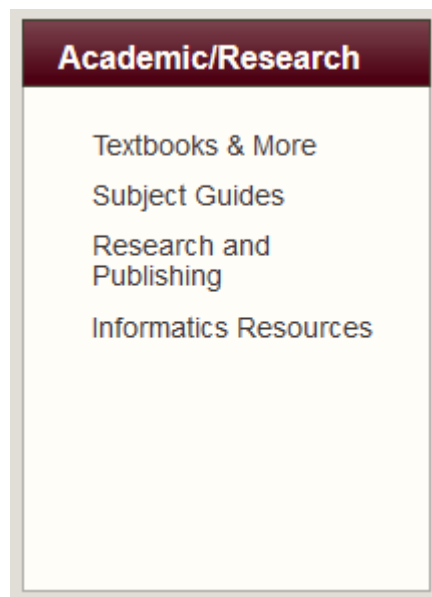 Academic/Research
Textbooks & More
Subject Guides
Research and
Publishing
Informatics Resources